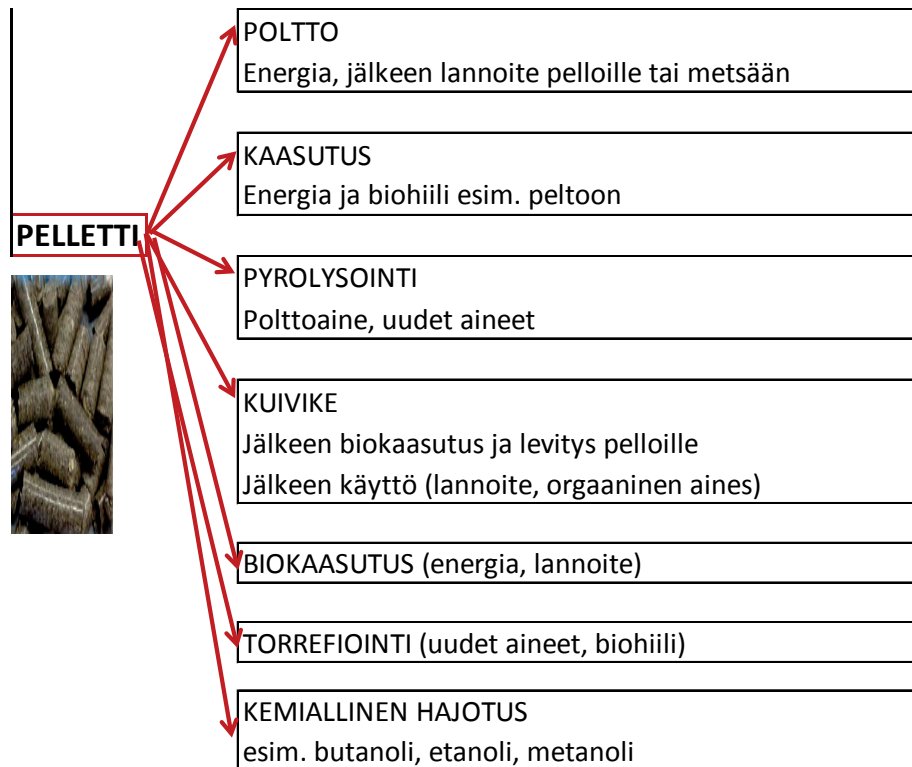 POLTTO
Energia, jälkeen lannoite pelloille tai metsään
KAASUTUS
Energia ja biohiili esim. peltoon
PELLETTI
PYROLYSOINTI
Polttoaine, uudet aineet
KUIVIKE
Jälkeen biokaasutus ja levitys pelloille
Jälkeen käyttö (lannoite, orgaaninen aines)
BIOKAASUTUS (energia, lannoite)
TORREFIOINTI (uudet aineet, biohiili)
KEMIALLINEN HAJOTUS
esim. butanoli, etanoli, metanoli